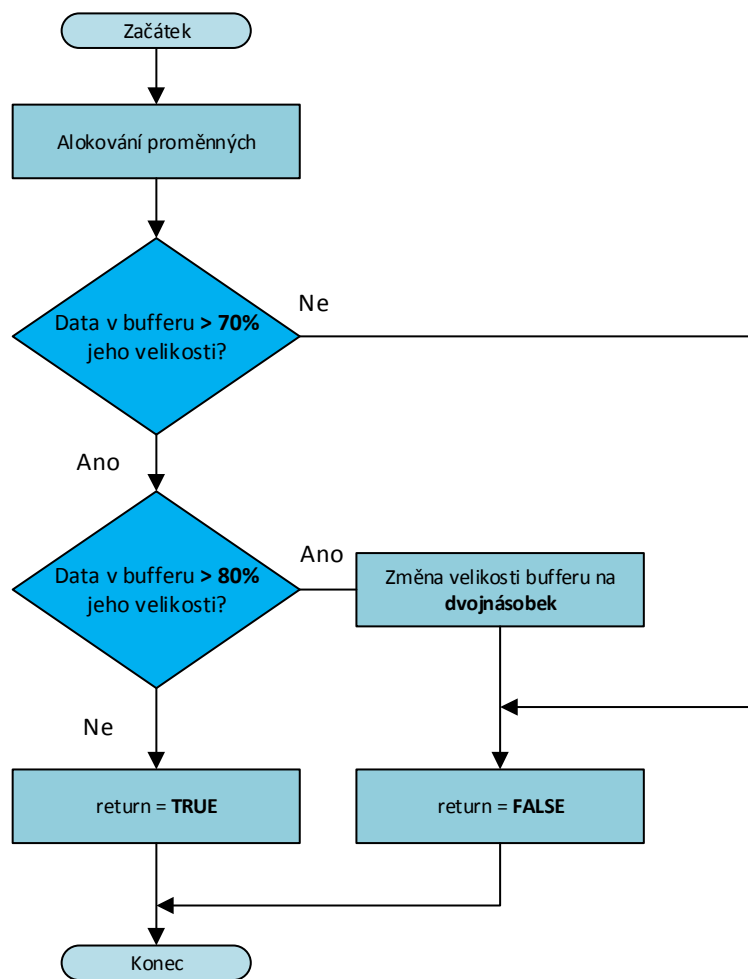 Začátek
Alokování proměnných
Data v bufferu > 70%
jeho velikosti?
Ne
Ano
Data v bufferu > 80%
jeho velikosti?
Ano
Změna velikosti bufferu na
dvojnásobek
Ne
return = TRUE
return = FALSE
Konec